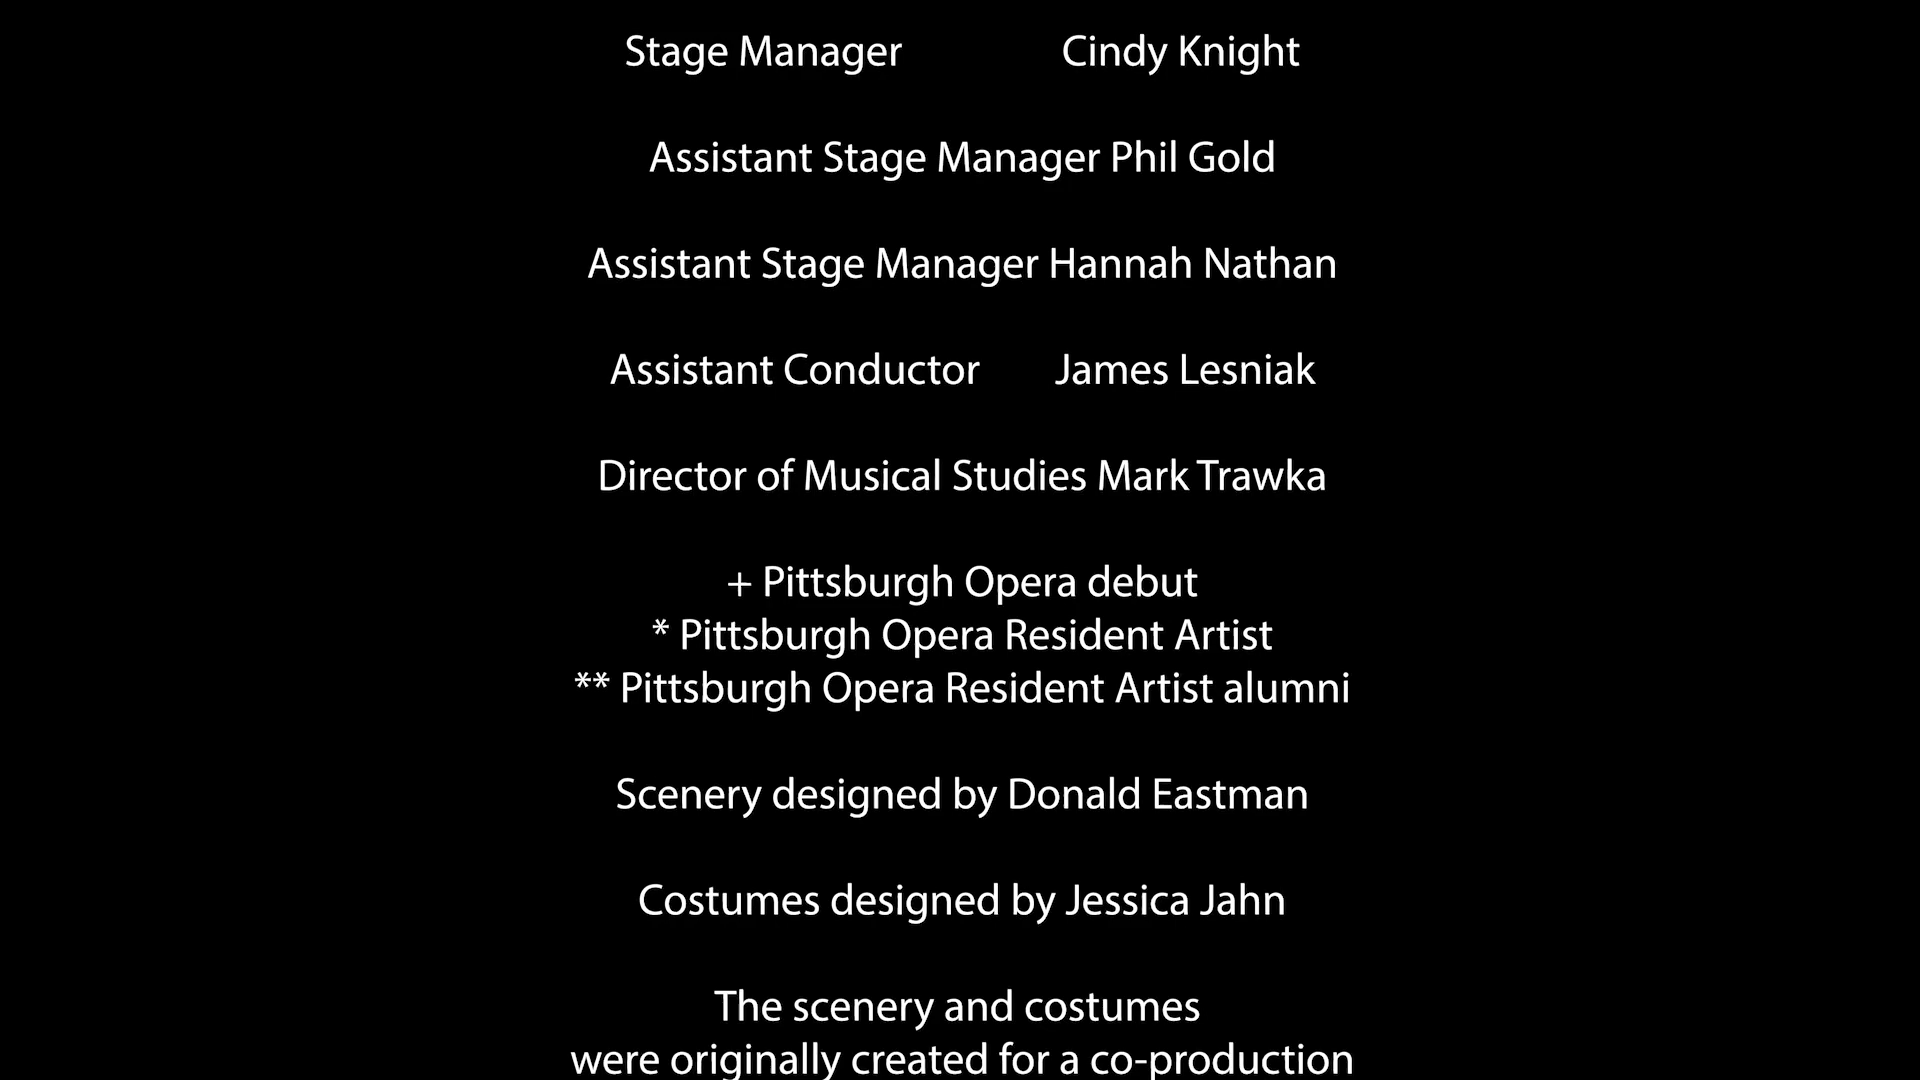 Stage Manager Cindy Knight
Assistant Stage Manager Phil Gold
Assistant Stage Manager Hannah Nathan
Assistant Conductor James Lesniak
Director of Musical Studies Mark Trawka
+ Pittsburgh Opera debut
* Pittsburgh Opera Resident Artist
** Pittsburgh Opera Resident Artist alumni
Scenery designed by Donald Eastman
Costumes designed by Jessica Jahn
The scenery and costumes
were originally created for a co-production